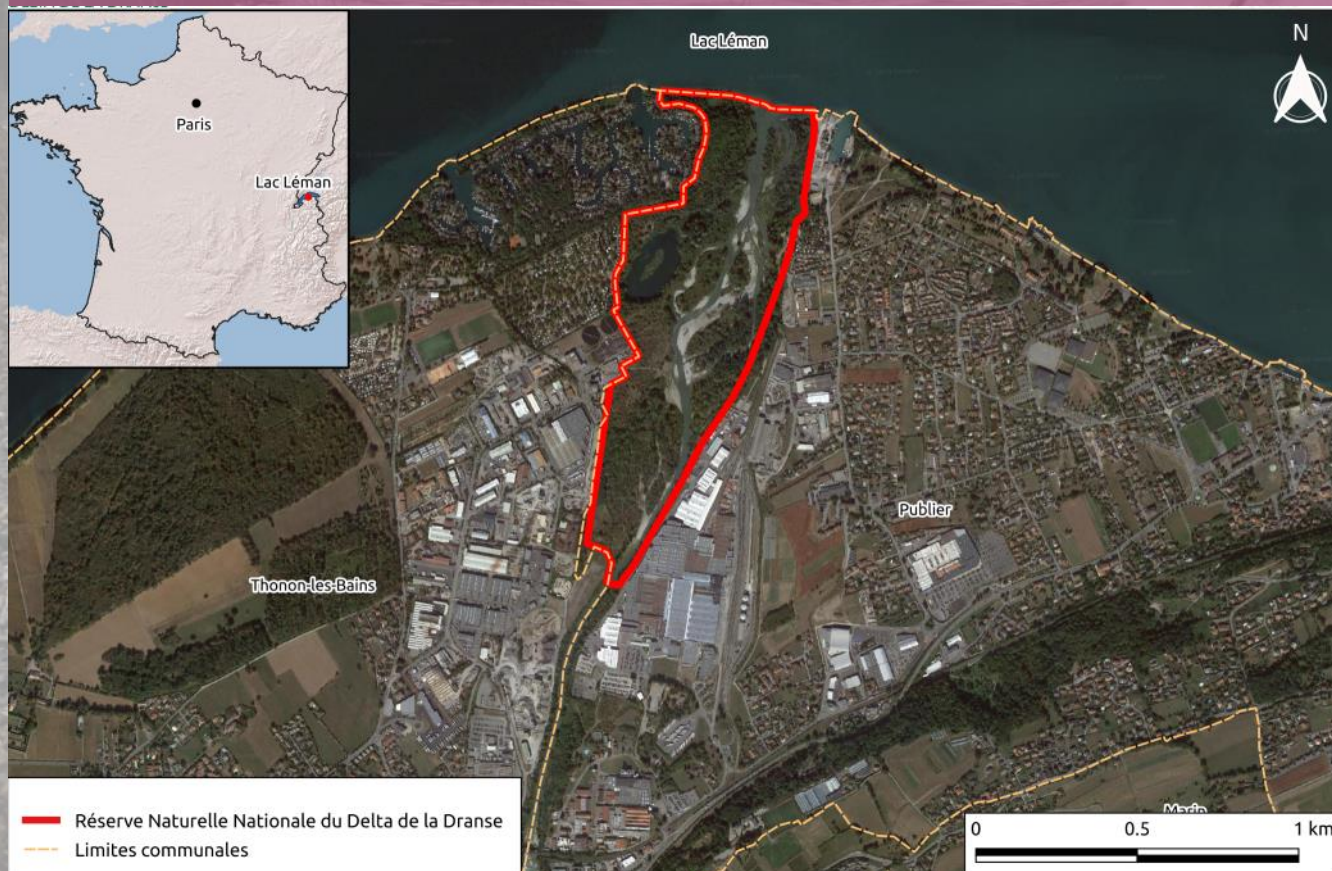 Lac Léman
N
Paris
Lac Léman
Publier
Thonon-les-Bains
Marin
Réserve Naturelle Nationale du Delta de la Dranse
Limites communales
0 0.5 1 km